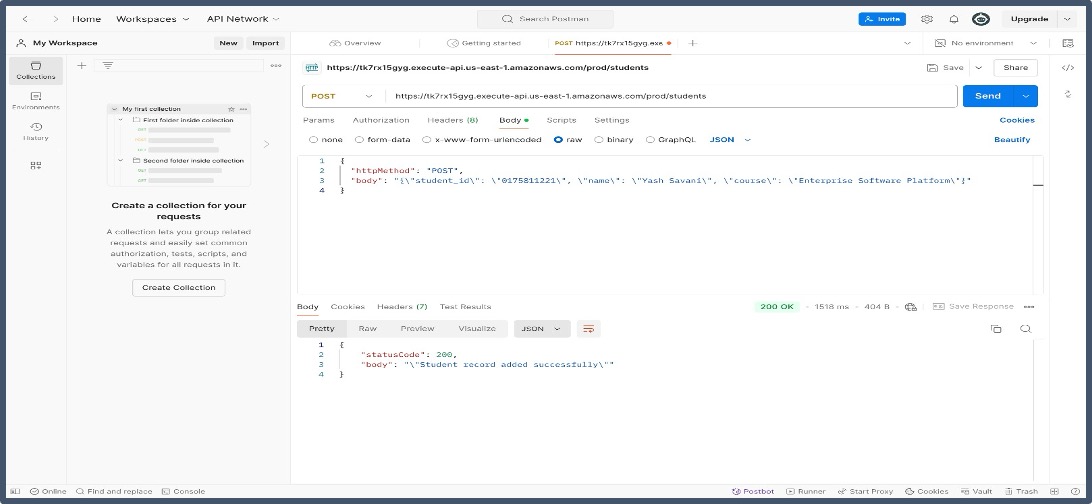 Home Workspaces API Network Search Postman Invite Upgrade
My Workspace New Import Overview Getting started POST https://tk7rx15gyg.exe No environment
Collections
Environments
History
My first collection
First folder inside collection
Second folder inside collection
Create a collection for your
requests
A collection lets you group related
requests and easily set common
authorization, tests, scripts, and
variables for all requests in it.
Create Collection
https://tk7rx15gyg.execute-api.us-east-1.amazonaws.com/prod/students Save Share
POST https://tk7rx15gyg.execute-api.us-east-1.amazonaws.com/prod/students Send
Params Authorization Headers (8) Body Scripts Settings Cookies
none form-data x-www-form-urlencoded raw binary GraphQL JSON Beautify
1 {
2 "httpMethod": "POST",
3 "body": "{\"student_id\": \"0175811221\", \"name\": \"Yash Savani\", \"course\": \"Enterprise Software Platform\"}"
4 }
Body Cookies Headers (7) Test Results 200 OK 1518 ms 404 B Save Response
Pretty Raw Preview Visualize JSON
1 {
2 "statusCode": 200,
3 "body": "\"Student record added successfully\""
4 }
Online Find and replace Console Postbot Runner Start Proxy Cookies Vault Trash